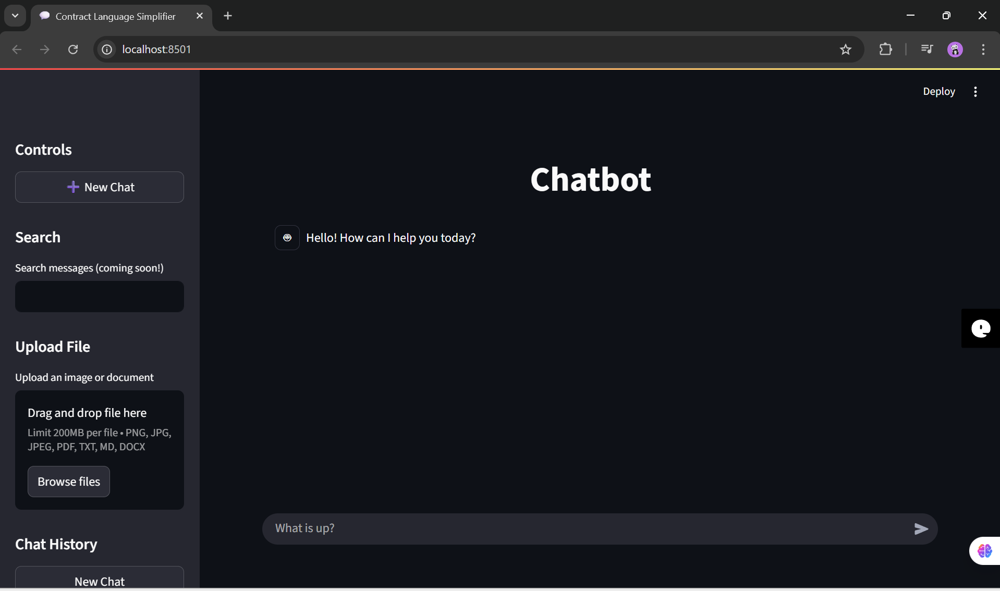 Contract Language Simplifier
localhost:8501
Deploy
Controls
New Chat
Search
Search messages (coming soon!)
Upload File
Upload an image or document
Drag and drop file here
Limit 200MB per file • PNG, JPG,
JPEG, PDF, TXT, MD, DOCX
Browse files
Chat History
New Chat
Chatbot
Hello! How can I help you today?
What is up?